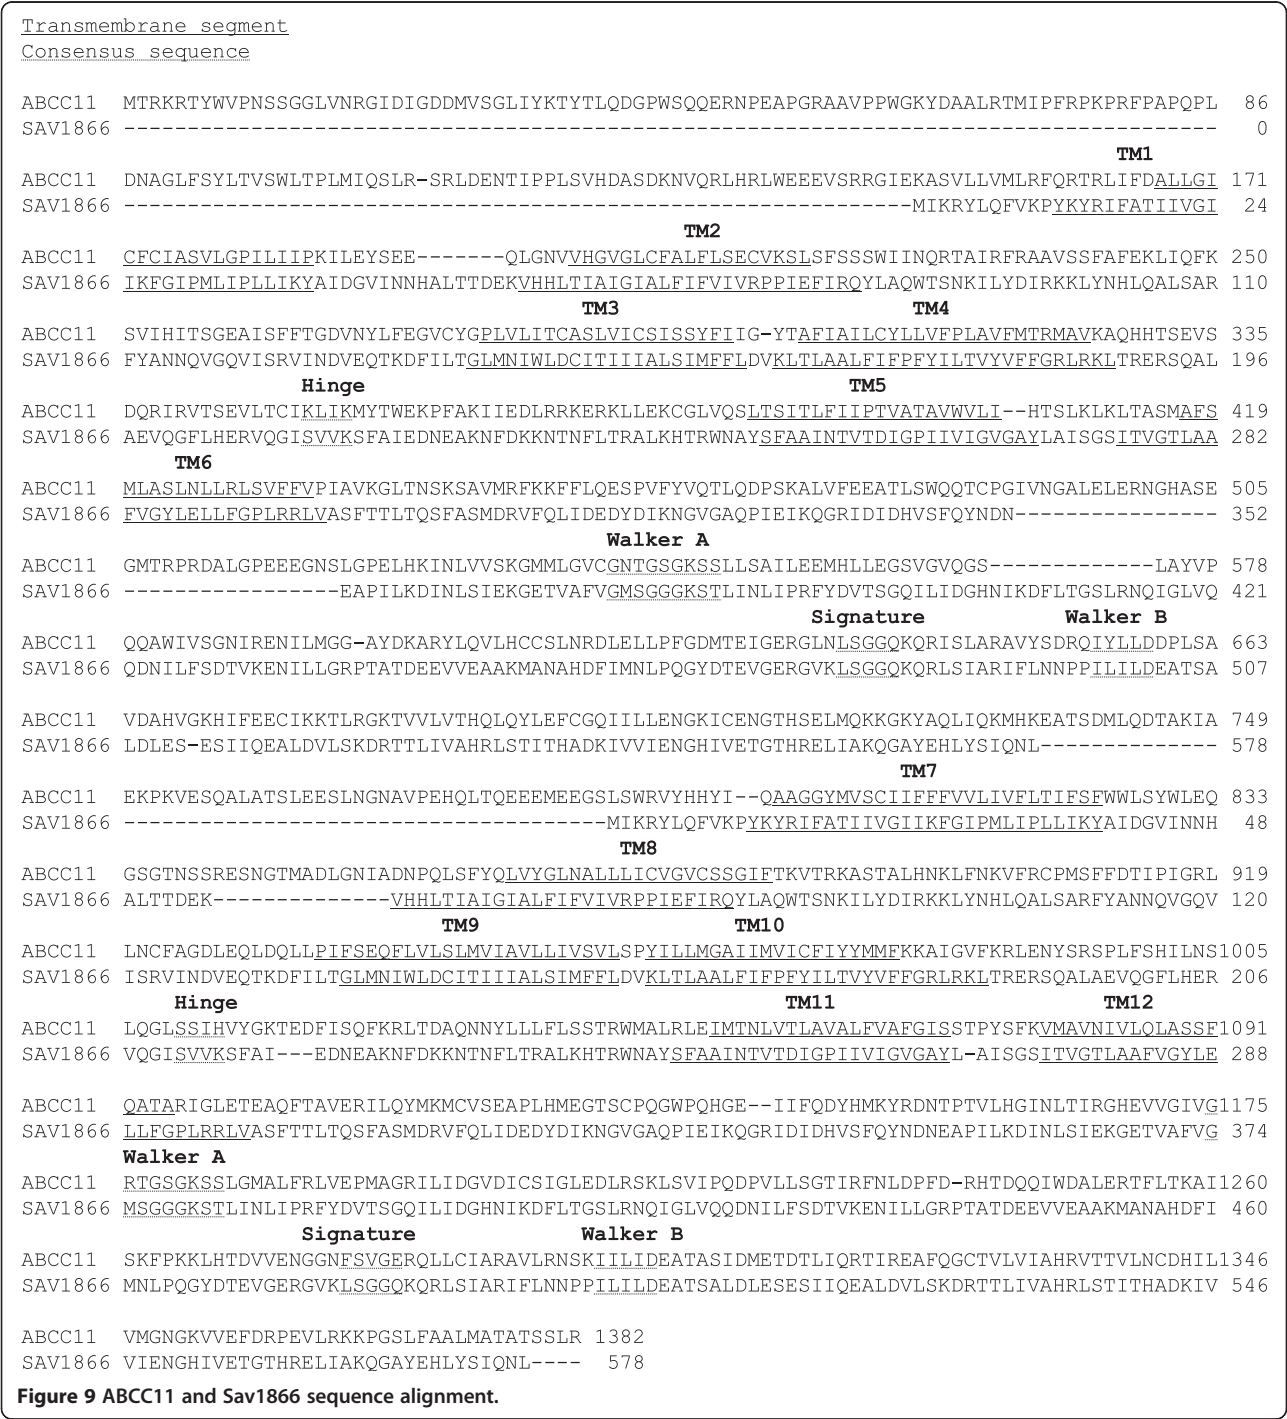 Transmembrane segment
Consensus sequence
ABCC11 MTRKRTYWVPNSSGGLVNRGIDIGDDMVSGLIYKTYTLQDGPWSQQERNPEAPGRAAVPPWGKYDAALRTMIPFRPKPRFPAPQPL 86
SAV1866 -------------------------------------------------------------------------------------- 0
TM1
ABCC11 DNAGLFSYLTVSWLTPLMIQSLR-SRLDENTIPPLSVHDASDKNVQRLHRLWEEEVSRRGIEKASVLLVMLRFQRTRLIFDALLGI 171
SAV1866 --------------------------------------------------------------MIKRYLQFVKPYKYRIFATIIVGI 24
TM2
ABCC11 CFCIASVLGPILIIPKILEYSEE-------QLGNVVHGVGLCFALFLSECVKSLSFSSSWIINQRTAIRFRAAVSSFAFEKLIQFK 250
SAV1866 IKFGIPMLIPLLIKYAIDGVINNHALTTDEKVHHLTIAIGIALFIFVIVRPPIEFIRQYLAQWTSNKILYDIRKKLYNHLQALSAR 110
TM3 TM4
ABCC11 SVIHITSGEAISFFTGDVNYLFEGVCYGPLVLITCASLVICSISSYFIIG-YTAFIAILCYLLVFPLAVFMTRMAVKAQHHTSEVS 335
SAV1866 FYANNQVGQVISRVINDVEQTKDFILTGLMNIWLDCITIIIALSIMFFLDVKLTLAALFIFPFYILTVYVFFGRLRKLTRERSQAL 196
Hinge TM5
ABCC11 DQRIRVTSEVLTCIKLIKMYTWEKPFAKIIEDLRRKERKLLEKCGLVQSLTSITLFIIPTVATAVWVLI--HTSLKLKLTASMAFS 419
SAV1866 AEVQGFLHERVQGISVVKSFAIEDNEAKNFDKKNTNFLTRALKHTRWNAYSFAAINTVTDIGPIIVIGVGAYLAISGSITVGTLAA 282
TM6
ABCC11 MLASLNLLRLSVFFVPIAVKGLTNSKSAVMRFKKFFLQESPVFYVQTLQDPSKALVFEEATLSWQQTCPGIVNGALELERNGHASE 505
SAV1866 FVGYLELLFGPLRRLVASFTTLTQSFASMDRVFQLIDEDYDIKNGVGAQPIEIKQGRIDIDHVSFQYNDN---------------- 352
Walker A
ABCC11 GMTRPRDALGPEEEGNSLGPELHKINLVVSKGMMLGVCGNTGSGKSSLLSAILEEMHLLEGSVGVQGS-------------LAYVP 578
SAV1866 -----------------EAPILKDINLSIEKGETVAFVGMSGGGKSTLINLIPRFYDVTSGQILIDGHNIKDFLTGSLRNQIGLVQ 421
Signature Walker B
ABCC11 QQAWIVSGNIRENILMGG-AYDKARYLQVLHCCSLNRDLELLPFGDMTEIGERGLNLSGGQKQRISLARAVYSDRQIYLLDDPLSA 663
SAV1866 QDNILFSDTVKENILLGRPTATDEEVVEAAKMANAHDFIMNLPQGYDTEVGERGVKLSGGQKQRLSIARIFLNNPPILILDEATSA 507
ABCC11 VDAHVGKHIFEECIKKTLRGKTVVLVTHQLQYLEFCGQIILLENGKICENGTHSELMQKKGKYAQLIQKMHKEATSDMLQDTAKIA 749
SAV1866 LDLES-ESIIQEALDVLSKDRTTLIVAHRLSTITHADKIVVIENGHIVETGTHRELIAKQGAYEHLYSIQNL-------------- 578
TM7
ABCC11 EKPKVESQALATSLEESLNGNAVPEHQLTQEEEMEEGSLSWRVYHHYI--QAAGGYMVSCIIFFFVVLIVFLTIFSFWWLSYWLEQ 833
SAV1866 --------------------------------------MIKRYLQFVKPYKYRIFATIIVGIIKFGIPMLIPLLIKYAIDGVINNH 48
TM8
ABCC11 GSGTNSSRESNGTMADLGNIADNPQLSFYQLVYGLNALLLICVGVCSSGIFTKVTRKASTALHNKLFNKVFRCPMSFFDTIPIGRL 919
SAV1866 ALTTDEK--------------VHHLTIAIGIALFIFVIVRPPIEFIRQYLAQWTSNKILYDIRKKLYNHLQALSARFYANNQVGQV 120
TM9 TM10
ABCC11 LNCFAGDLEQLDQLLPIFSEQFLVLSLMVIAVLLIVSVLSPYILLMGAIIMVICFIYYMMFKKAIGVFKRLENYSRSPLFSHILNS1005
SAV1866 ISRVINDVEQTKDFILTGLMNIWLDCITIIIALSIMFFLDVKLTLAALFIFPFYILTVYVFFGRLRKLTRERSQALAEVQGFLHER 206
Hinge TM11 TM12
ABCC11 LQGLSSIHVYGKTEDFISQFKRLTDAQNNYLLLFLSSTRWMALRLEIMTNLVTLAVALFVAFGISSTPYSFKVMAVNIVLQLASSF1091
SAV1866 VQGISVVKSFAI---EDNEAKNFDKKNTNFLTRALKHTRWNAYSFAAINTVTDIGPIIVIGVGAYL-AISGSITVGTLAAFVGYLE 288
ABCC11 QATARIGLETEAQFTAVERILQYMKMCVSEAPLHMEGTSCPQGWPQHGE--IIFQDYHMKYRDNTPTVLHGINLTIRGHEVVGIVG1175
SAV1866 LLFGPLRRLVASFTTLTQSFASMDRVFQLIDEDYDIKNGVGAQPIEIKQGRIDIDHVSFQYNDNEAPILKDINLSIEKGETVAFVG 374
Walker A
ABCC11 RTGSGKSSLGMALFRLVEPMAGRILIDGVDICSIGLEDLRSKLSVIPQDPVLLSGTIRFNLDPFD-RHTDQQIWDALERTFLTKAI1260
SAV1866 MSGGGKSTLINLIPRFYDVTSGQILIDGHNIKDFLTGSLRNQIGLVQQDNILFSDTVKENILLGRPTATDEEVVEAAKMANAHDFI 460
Signature Walker B
ABCC11 SKFPKKLHTDVVENGGNFSVGERQLLCIARAVLRNSKIILIDEATASIDMETDTLIQRTIREAFQGCTVLVIAHRVTTVLNCDHIL1346
SAV1866 MNLPQGYDTEVGERGVKLSGGQKQRLSIARIFLNNPPILILDEATSALDLESESIIQEALDVLSKDRTTLIVAHRLSTITHADKIV 546
ABCC11 VMGNGKVVEFDRPEVLRKKPGSLFAALMATATSSLR 1382
SAV1866 VIENGHIVETGTHRELIAKQGAYEHLYSIQNL---- 578
Figure 9 ABCC11 and Sav1866 sequence alignment.